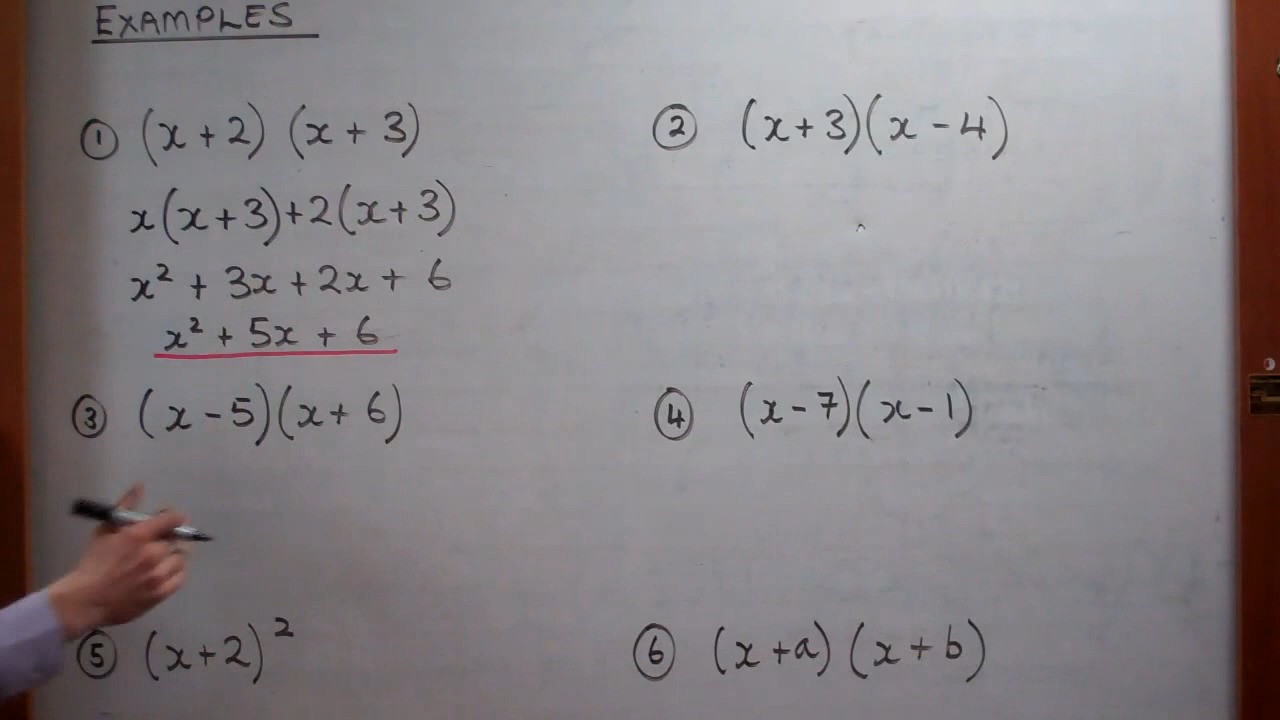 EXAMPLES
① (x + 2) (x + 3)
x(x+3)+2(x+3)
x² + 3x + 2x + 6
x² + 5x + 6
② (x+3)(x-4)
③ (x-5)(x+6)
④ (x-7)(x-1)
⑤ (x+2)²
⑥ (x+a) (x+b)